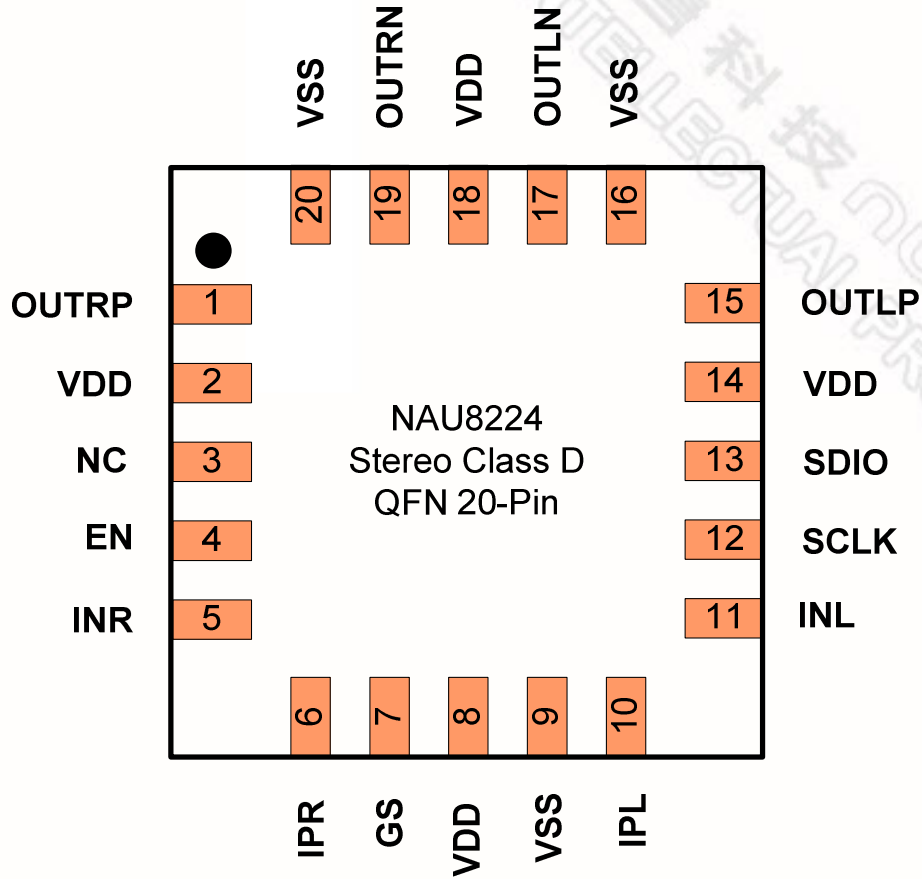 VSS OUTRN VDD OUTLN VSS
20 19 18 17 16
OUTRP 1 15 OUTLP
VDD 2 14 VDD
NC 3 13 SDIO
EN 4 12 SCLK
INR 5 11 INL
NAU8224
Stereo Class D
QFN 20-Pin
6 7 8 9 10
IPR GS VDD VSS IPL
科技